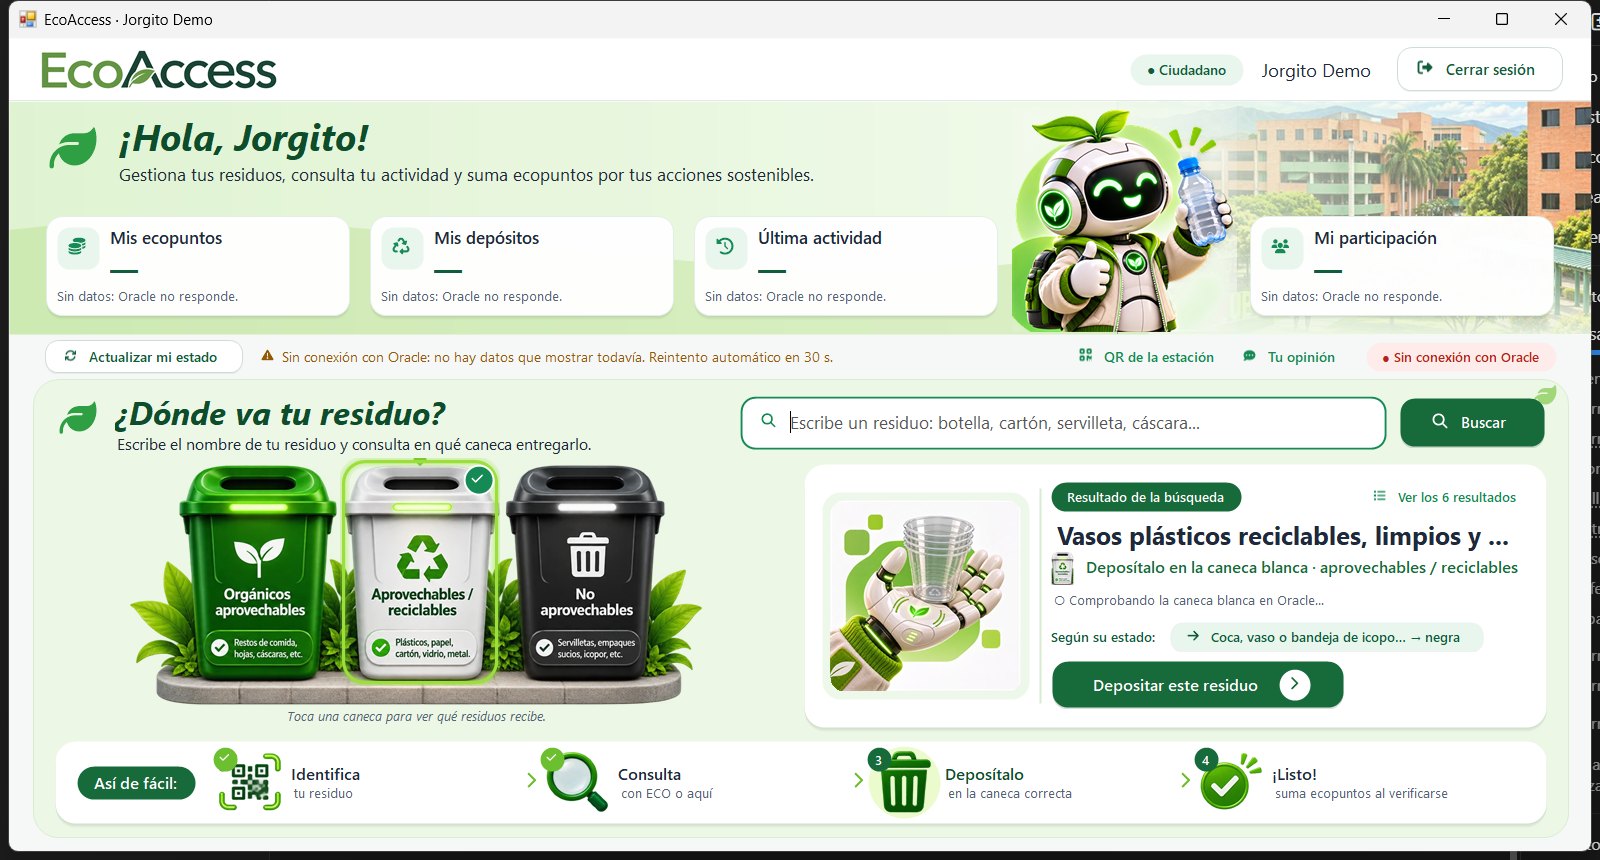 EcoAccess · Jorgito Demo
EcoAccess
● Ciudadano
Jorgito Demo
Cerrar sesión
¡Hola, Jorgito!
Gestiona tus residuos, consulta tu actividad y suma ecopuntos por tus acciones sostenibles.
Mis ecopuntos
Sin datos: Oracle no responde.
Mis depósitos
Sin datos: Oracle no responde.
Última actividad
Sin datos: Oracle no responde.
Mi participación
Sin datos: Oracle no responde.
Actualizar mi estado
Sin conexión con Oracle: no hay datos que mostrar todavía. Reintento automático en 30 s.
QR de la estación
Tu opinión
● Sin conexión con Oracle
¿Dónde va tu residuo?
Escribe el nombre de tu residuo y consulta en qué caneca entregarlo.
Escribe un residuo: botella, cartón, servilleta, cáscara...
Buscar
Orgánicos
aprovechables
Restos de comida,
hojas, cáscaras, etc.
Aprovechables /
reciclables
Plásticos, papel,
cartón, vidrio, metal.
No
aprovechables
Servilletas, empaques
sucios, icopor, etc.
Toca una caneca para ver qué residuos recibe.
Resultado de la búsqueda
Ver los 6 resultados
Vasos plásticos reciclables, limpios y ...
Deposítalo en la caneca blanca · aprovechables / reciclables
○ Comprobando la caneca blanca en Oracle...
Según su estado:
Coca, vaso o bandeja de icopo... → negra
Depositar este residuo
Así de fácil:
Identifica
tu residuo
Consulta
con ECO o aquí
3
Deposítalo
en la caneca correcta
4
¡Listo!
suma ecopuntos al verificarse